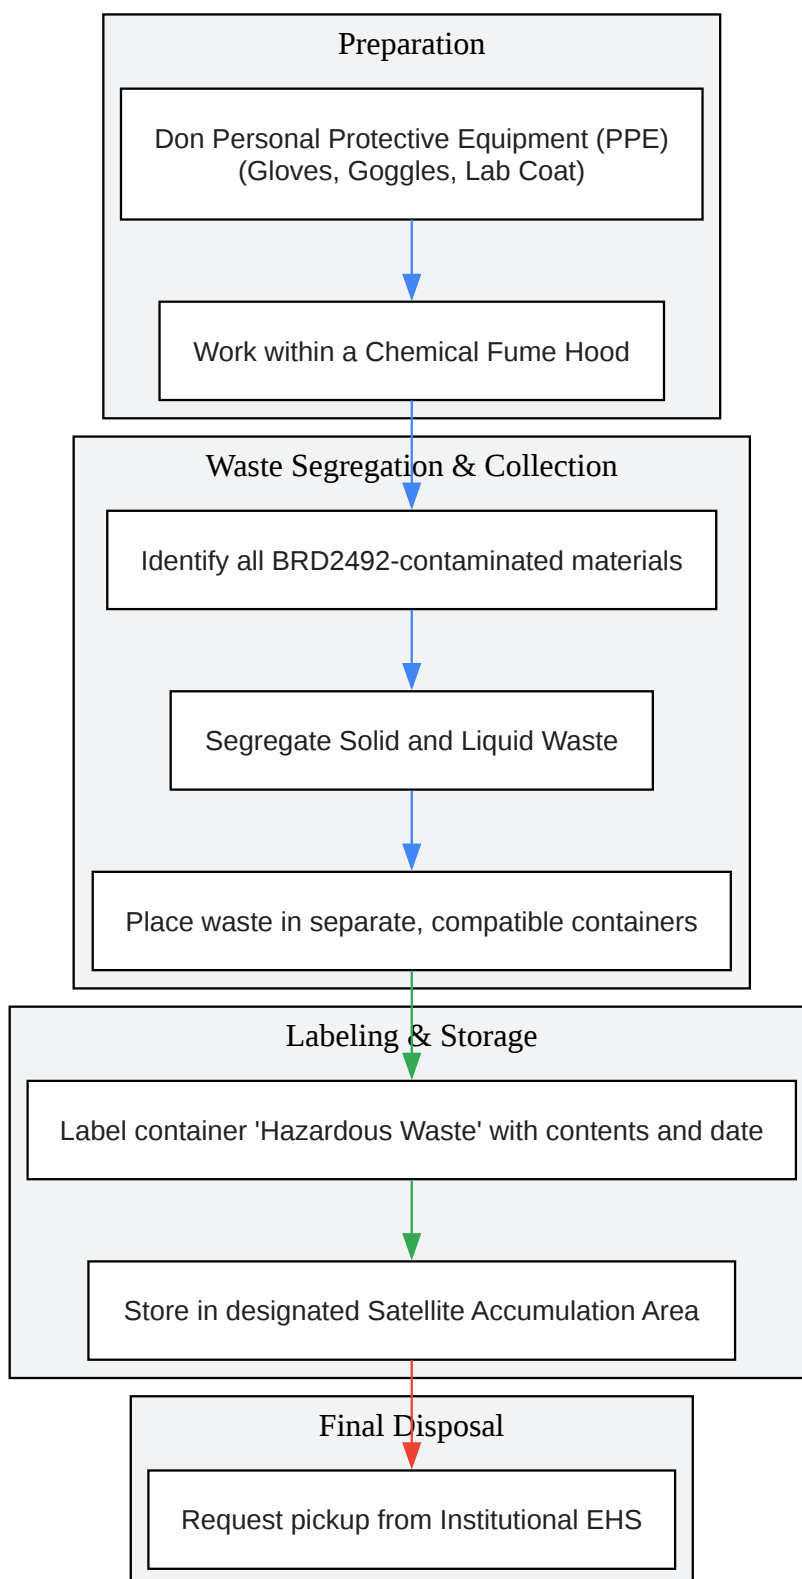 Preparation
Don Personal Protective Equipment (PPE)
(Gloves, Goggles, Lab Coat)
Work within a Chemical Fume Hood
Waste Segregation & Collection
Identify all BRD2492-contaminated materials
Segregate Solid and Liquid Waste
Place waste in separate, compatible containers
Labeling & Storage
Label container 'Hazardous Waste' with contents and date
Store in designated Satellite Accumulation Area
Final Disposal
Request pickup from Institutional EHS